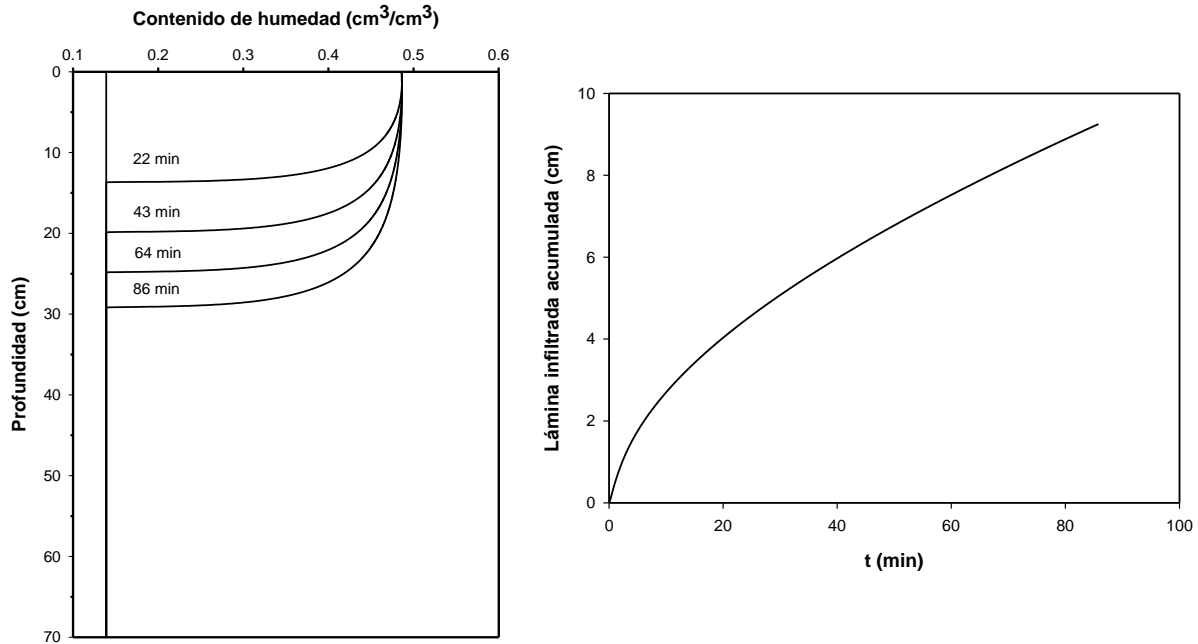 Contenido de humedad (cm³/cm³)
0.1 0.2 0.3 0.4 0.5 0.6
0
10
20
30
40
50
60
70
Profundidad (cm)
22 min
43 min
64 min
86 min
10
8
6
4
2
0
Lámina infiltrada acumulada (cm)
0 20 40 60 80 100
t (min)